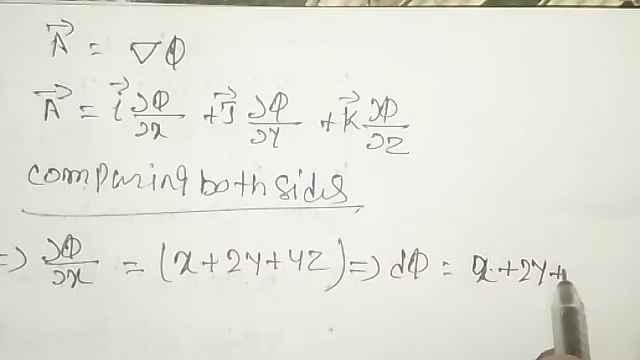 A⃗ = ∇Φ
A⃗ = i⃗ ∂Φ/∂x + J⃗ ∂Φ/∂y + k⃗ ∂Φ/∂z
comparing both sides
⇒ ∂Φ/∂x = (x+2y+4z) ⇒ dΦ = x+2y+